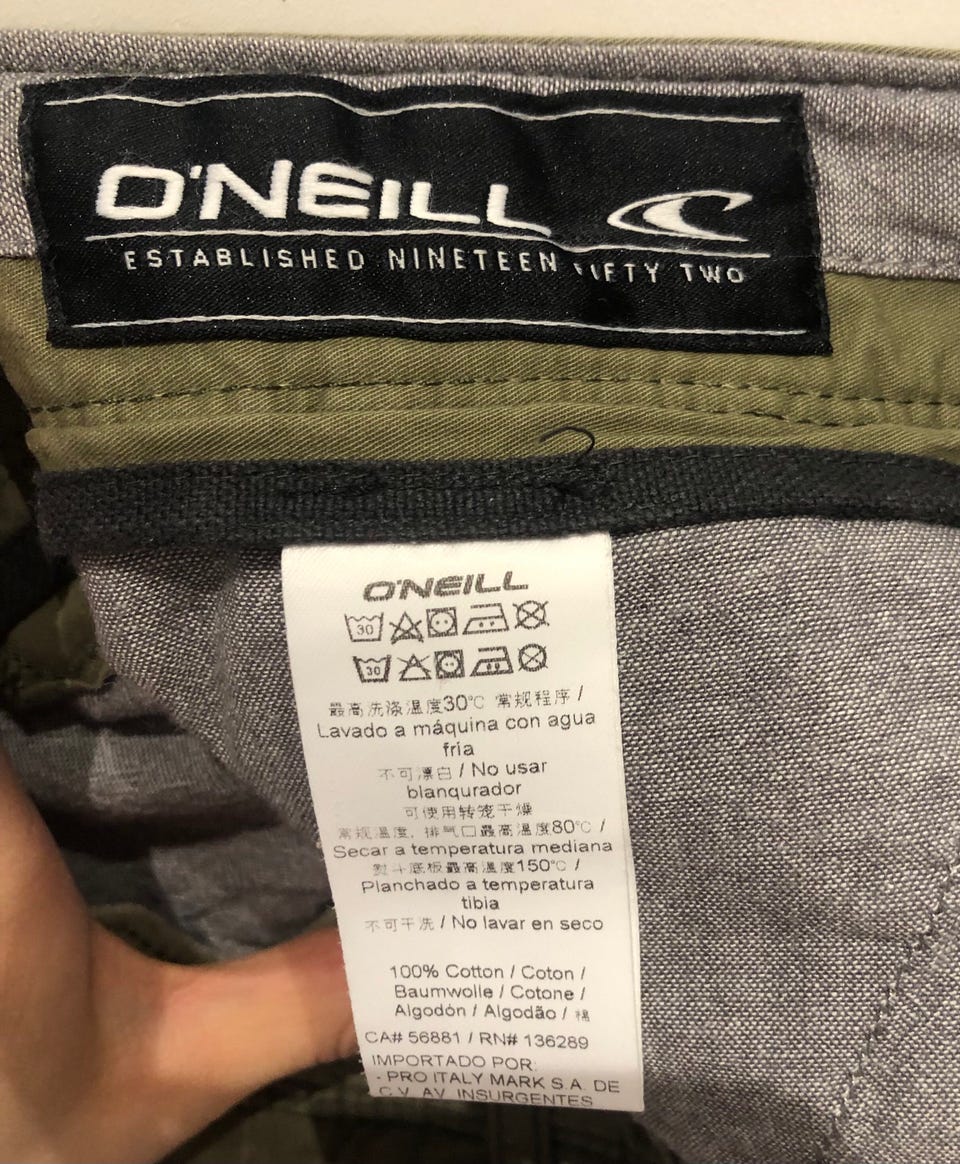 O'NEILL
ESTABLISHED NINETEEN FIFTY TWO
O'NEILL
30
30
最高洗涤温度30℃ 常规程序 /
Lavado a máquina con agua
fría
不可漂白 / No usar
blanqurador
可使用转笼干燥
常规温度, 排气口最高温度80℃ /
Secar a temperatura mediana
熨斗底板最高温度150℃ /
Planchado a temperatura
tibia
不可干洗 / No lavar en seco
100% Cotton / Coton /
Baumwolle / Cotone /
Algodón / Algodão / 棉
CA# 56881 / RN# 136289
IMPORTADO POR:
- PRO ITALY MARK S.A. DE
C.V. AV. INSURGENTES